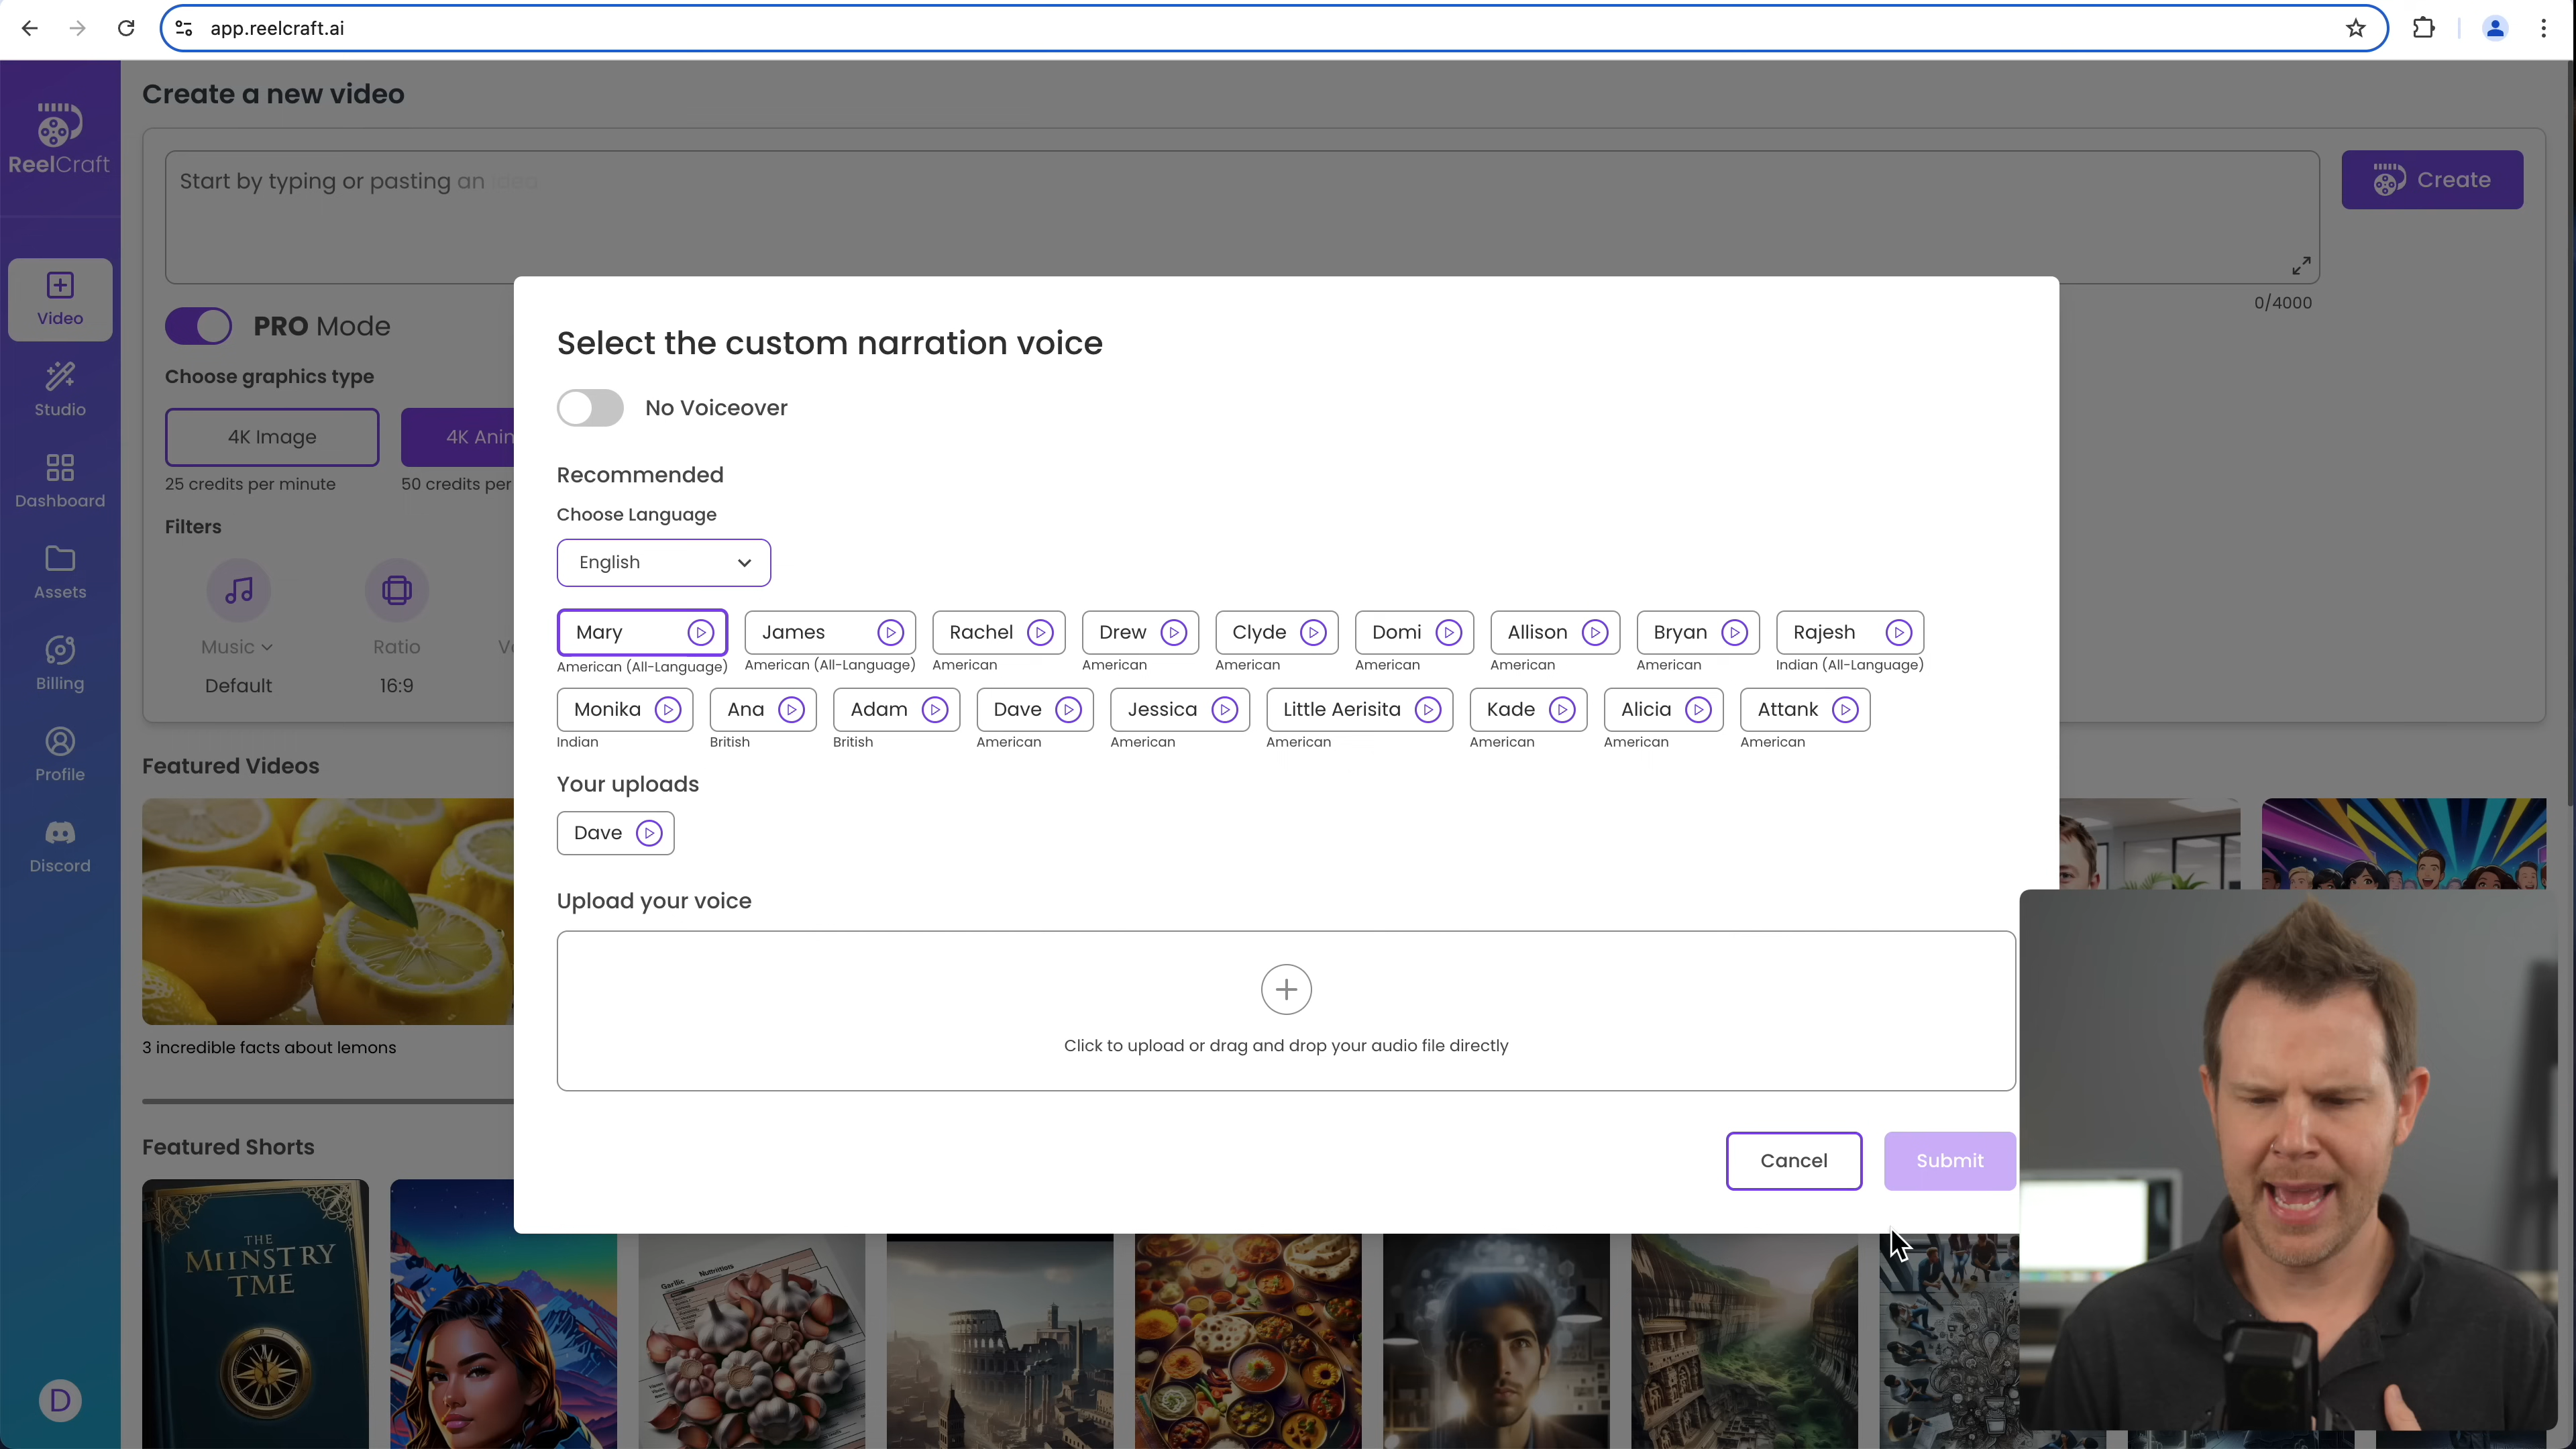 app.reelcraft.ai
ReelCraft
Video
Studio
Dashboard
Assets
Billing
Profile
Discord
D
Create a new video
Start by typing or pasting an idea
Create
0/4000
PRO Mode
Choose graphics type
4K Image
4K Anim
25 credits per minute
50 credits per
Filters
Music
Ratio
Default
16:9
Select the custom narration voice
No Voiceover
Recommended
Choose Language
English
Mary
James
Rachel
Drew
Clyde
Domi
Allison
Bryan
Rajesh
American (All-Language)
American (All-Language)
American
American
American
American
American
American
Indian (All-Language)
Monika
Ana
Adam
Dave
Jessica
Little Aerisita
Kade
Alicia
Attank
Indian
British
British
American
American
American
American
American
American
Your uploads
Dave
Upload your voice
Click to upload or drag and drop your audio file directly
Cancel
Submit
Featured Videos
3 incredible facts about lemons
Featured Shorts
THE
MIINSTRY
TME
Garlic Nuttrition